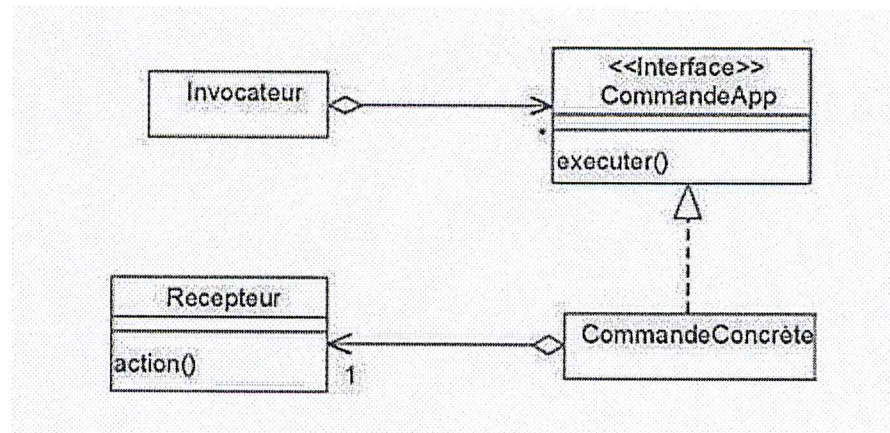 <<Interface>>
CommandeApp
Invocateur
*
executer()
Recepteur
action()
1
CommandeConcrète